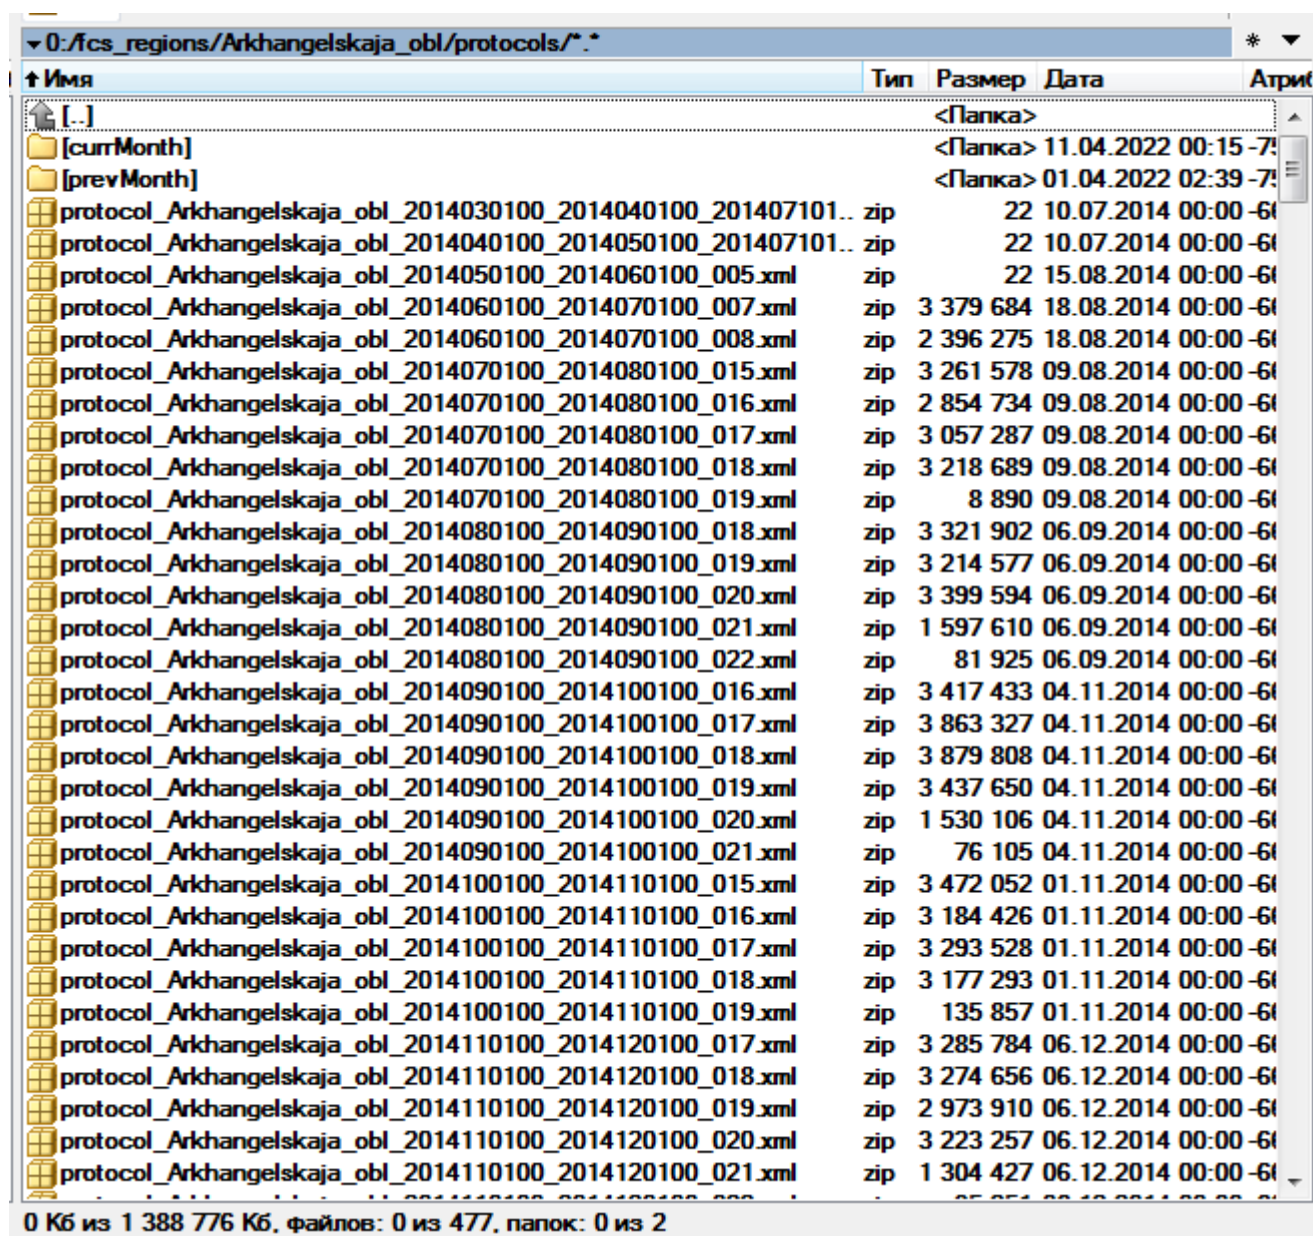 0:/fcs_regions/Arkhangelskaja_obl/protocols/*.* * 
Имя Тип Размер Дата
[..] <Папка>
[currMonth] <Папка> 11.04.2022 00:15
[prevMonth] <Папка> 01.04.2022 02:39
protocol_Arkhangelskaja_obl_2014030100_2014040100_201407101.. zip 22 10.07.2014 00:00
protocol_Arkhangelskaja_obl_2014040100_2014050100_201407101.. zip 22 10.07.2014 00:00
protocol_Arkhangelskaja_obl_2014050100_2014060100_005.xml zip 22 15.08.2014 00:00
protocol_Arkhangelskaja_obl_2014060100_2014070100_007.xml zip 3 379 684 18.08.2014 00:00
protocol_Arkhangelskaja_obl_2014060100_2014070100_008.xml zip 2 396 275 18.08.2014 00:00
protocol_Arkhangelskaja_obl_2014070100_2014080100_015.xml zip 3 261 578 09.08.2014 00:00
protocol_Arkhangelskaja_obl_2014070100_2014080100_016.xml zip 2 854 734 09.08.2014 00:00
protocol_Arkhangelskaja_obl_2014070100_2014080100_017.xml zip 3 057 287 09.08.2014 00:00
protocol_Arkhangelskaja_obl_2014070100_2014080100_018.xml zip 3 218 689 09.08.2014 00:00
protocol_Arkhangelskaja_obl_2014070100_2014080100_019.xml zip 8 890 09.08.2014 00:00
protocol_Arkhangelskaja_obl_2014080100_2014090100_018.xml zip 3 321 902 06.09.2014 00:00
protocol_Arkhangelskaja_obl_2014080100_2014090100_019.xml zip 3 214 577 06.09.2014 00:00
protocol_Arkhangelskaja_obl_2014080100_2014090100_020.xml zip 3 399 594 06.09.2014 00:00
protocol_Arkhangelskaja_obl_2014080100_2014090100_021.xml zip 1 597 610 06.09.2014 00:00
protocol_Arkhangelskaja_obl_2014080100_2014090100_022.xml zip 81 925 06.09.2014 00:00
protocol_Arkhangelskaja_obl_2014090100_2014100100_016.xml zip 3 417 433 04.11.2014 00:00
protocol_Arkhangelskaja_obl_2014090100_2014100100_017.xml zip 3 863 327 04.11.2014 00:00
protocol_Arkhangelskaja_obl_2014090100_2014100100_018.xml zip 3 879 808 04.11.2014 00:00
protocol_Arkhangelskaja_obl_2014090100_2014100100_019.xml zip 3 437 650 04.11.2014 00:00
protocol_Arkhangelskaja_obl_2014090100_2014100100_020.xml zip 1 530 106 04.11.2014 00:00
protocol_Arkhangelskaja_obl_2014090100_2014100100_021.xml zip 76 105 04.11.2014 00:00
protocol_Arkhangelskaja_obl_2014100100_2014110100_015.xml zip 3 472 052 01.11.2014 00:00
protocol_Arkhangelskaja_obl_2014100100_2014110100_016.xml zip 3 184 426 01.11.2014 00:00
protocol_Arkhangelskaja_obl_2014100100_2014110100_017.xml zip 3 293 528 01.11.2014 00:00
protocol_Arkhangelskaja_obl_2014100100_2014110100_018.xml zip 3 177 293 01.11.2014 00:00
protocol_Arkhangelskaja_obl_2014100100_2014110100_019.xml zip 135 857 01.11.2014 00:00
protocol_Arkhangelskaja_obl_2014110100_2014120100_017.xml zip 3 285 784 06.12.2014 00:00
protocol_Arkhangelskaja_obl_2014110100_2014120100_018.xml zip 3 274 656 06.12.2014 00:00
protocol_Arkhangelskaja_obl_2014110100_2014120100_019.xml zip 2 973 910 06.12.2014 00:00
protocol_Arkhangelskaja_obl_2014110100_2014120100_020.xml zip 3 223 257 06.12.2014 00:00
protocol_Arkhangelskaja_obl_2014110100_2014120100_021.xml zip 1 304 427 06.12.2014 00:00
0 Кб из 1 388 776 Кб, файлов: 0 из 477, папок: 0 из 2